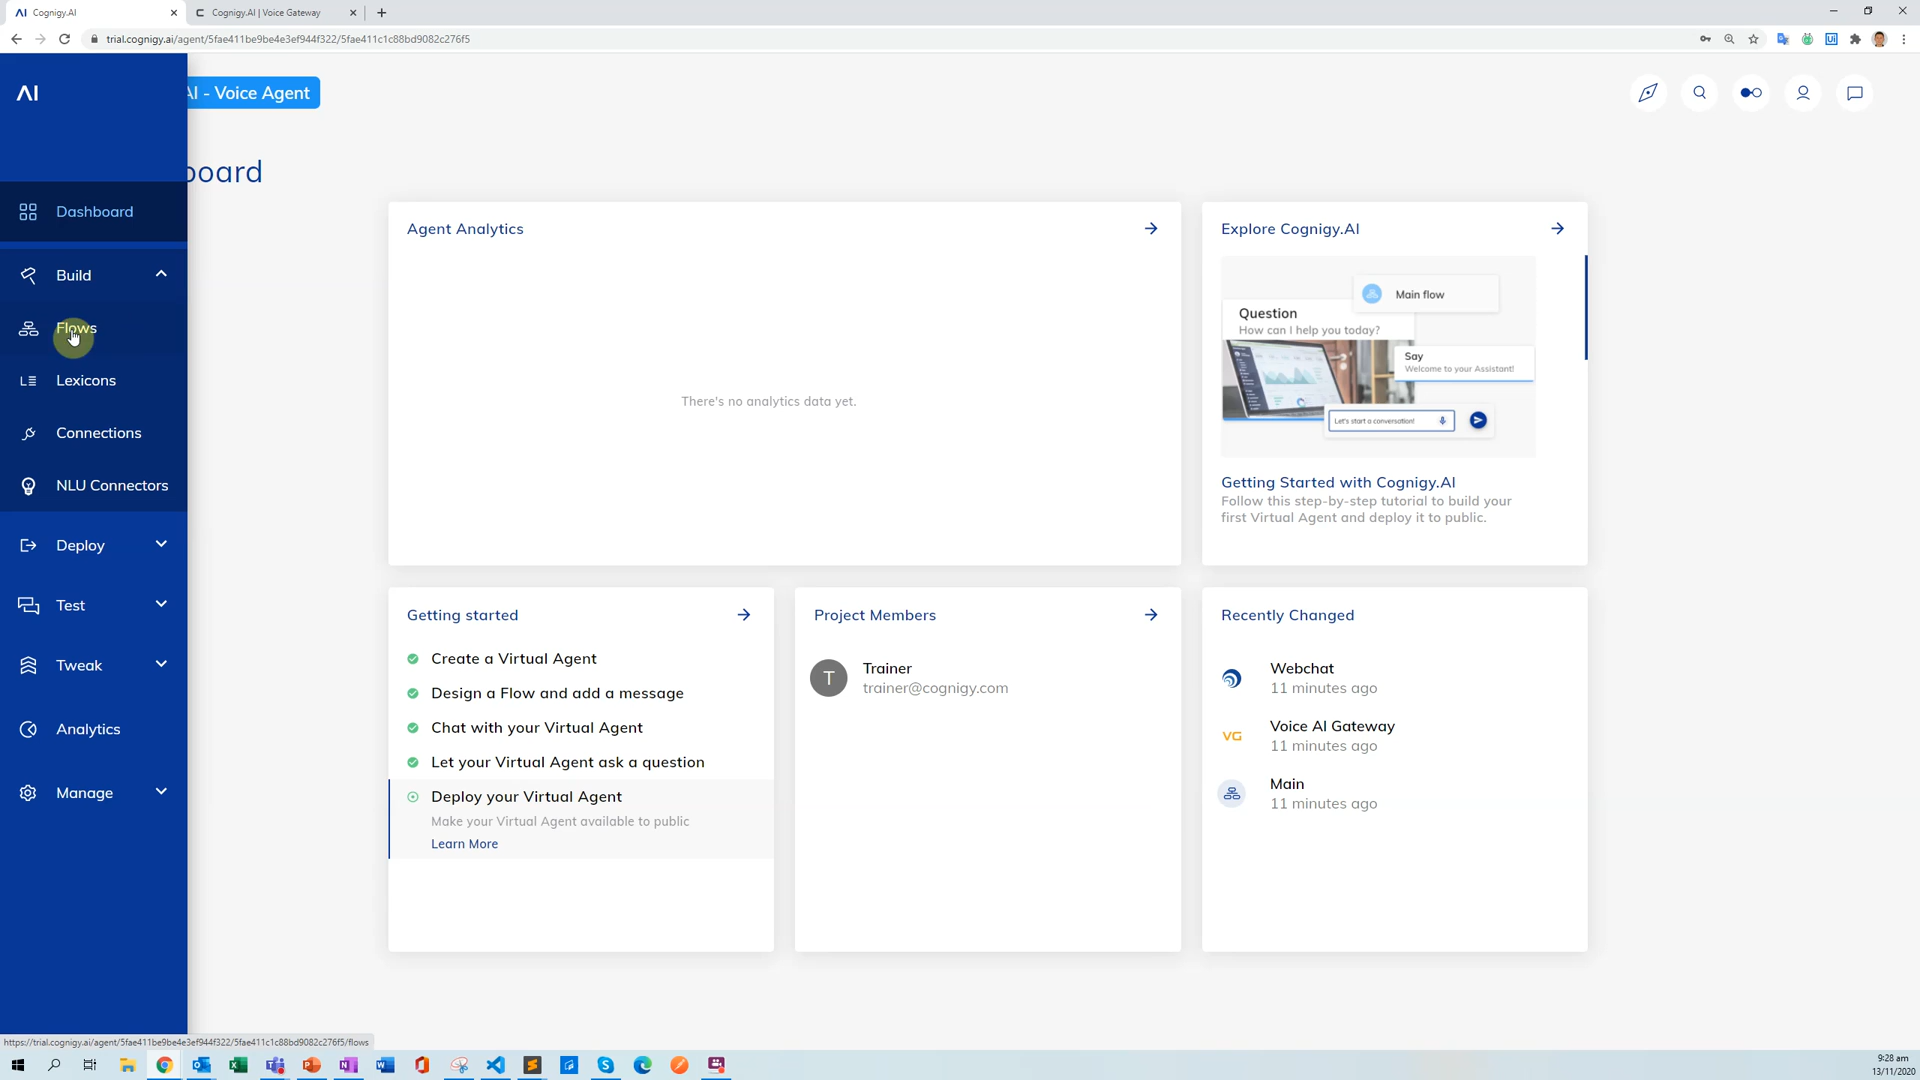 Cognigy.AI
Cognigy.AI | Voice Gateway
trial.cognigy.ai/agent/5fae411be9be4e3ef944f322/5fae411c1c88bd9082c276f5
AI
AI - Voice Agent
board
Dashboard
Build
Flows
Lexicons
Connections
NLU Connectors
Deploy
Test
Tweak
Analytics
Manage
Agent Analytics
There's no analytics data yet.
Explore Cognigy.AI
Main flow
Question
How can I help you today?
Say
Welcome to your Assistant!
Let's start a conversation!
Getting Started with Cognigy.AI
Follow this step-by-step tutorial to build your
first Virtual Agent and deploy it to public.
Getting started
Create a Virtual Agent
Design a Flow and add a message
Chat with your Virtual Agent
Let your Virtual Agent ask a question
Deploy your Virtual Agent
Make your Virtual Agent available to public
Learn More
Project Members
T
Trainer
trainer@cognigy.com
Recently Changed
Webchat
11 minutes ago
VG
Voice AI Gateway
11 minutes ago
Main
11 minutes ago
https://trial.cognigy.ai/agent/5fae411be9be4e3ef944f322/5fae411c1c88bd9082c276f5/flows
9:28 am
13/11/2020